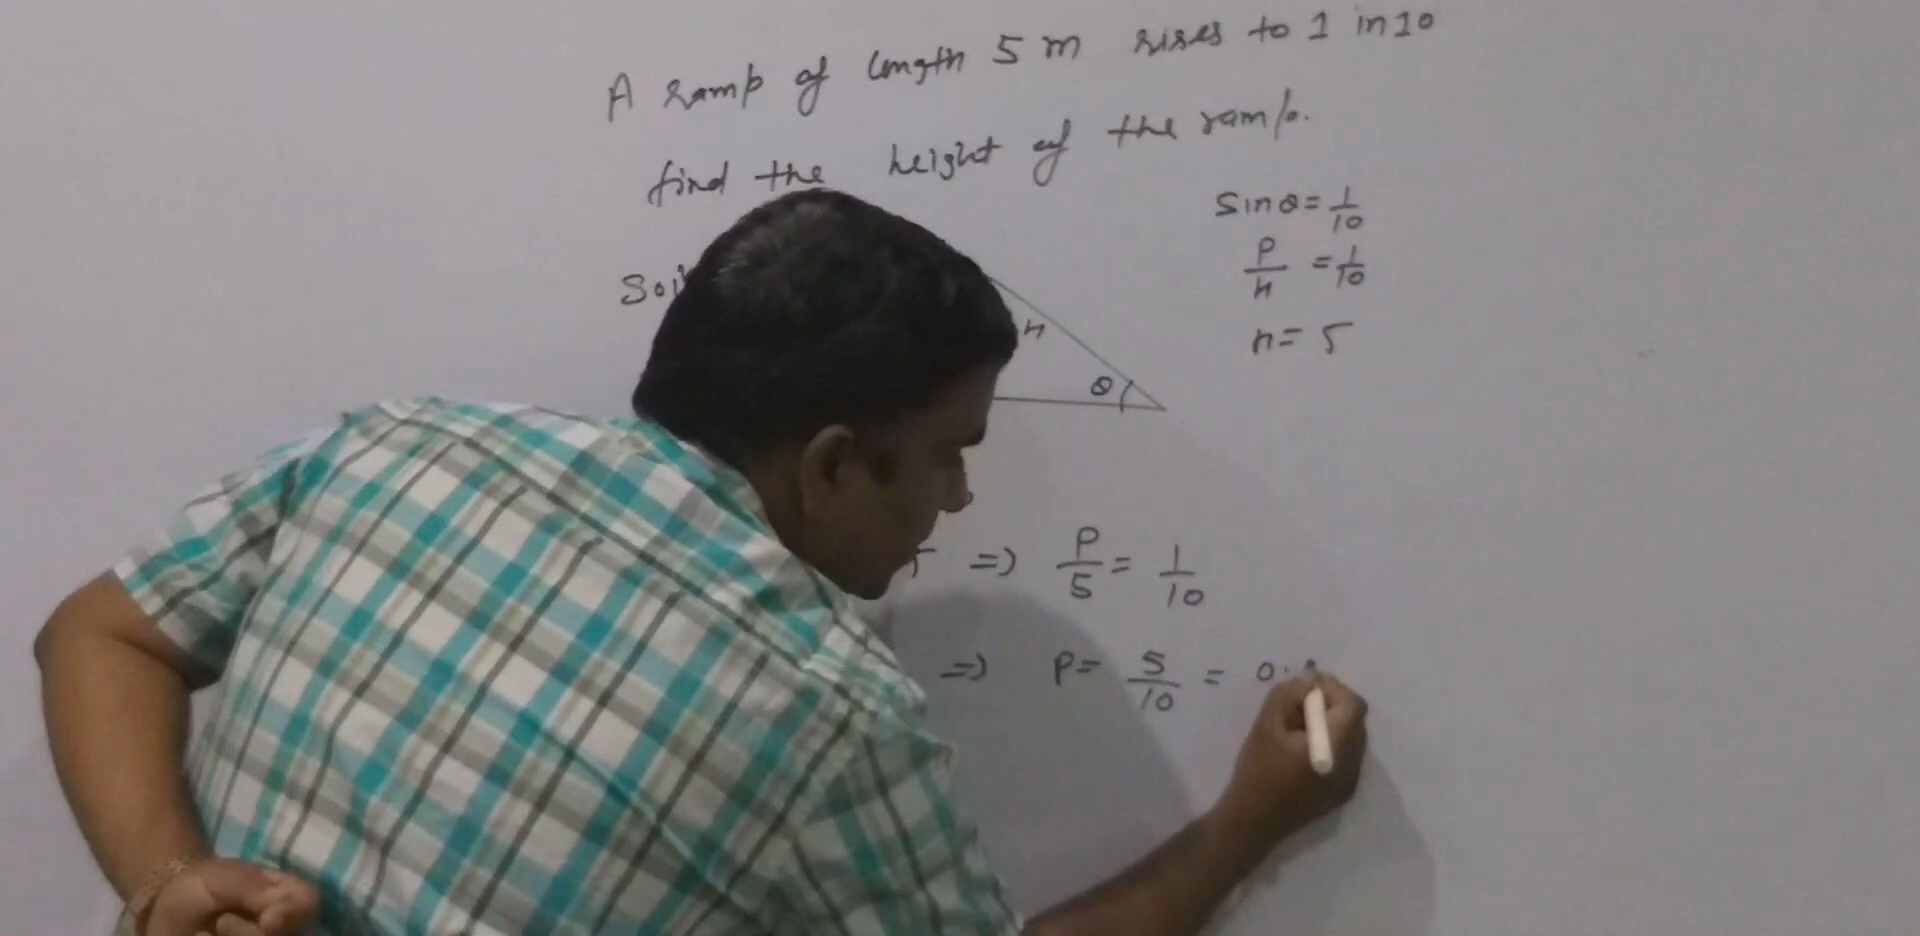 A ramp of length 5 m rises to 1 in 10
find the height of the ramp.
Sinθ = 1/10
P/h = 1/10
h = 5
Sol
h
θ
=> P/5 = 1/10
=> P = 5/10 = 0.